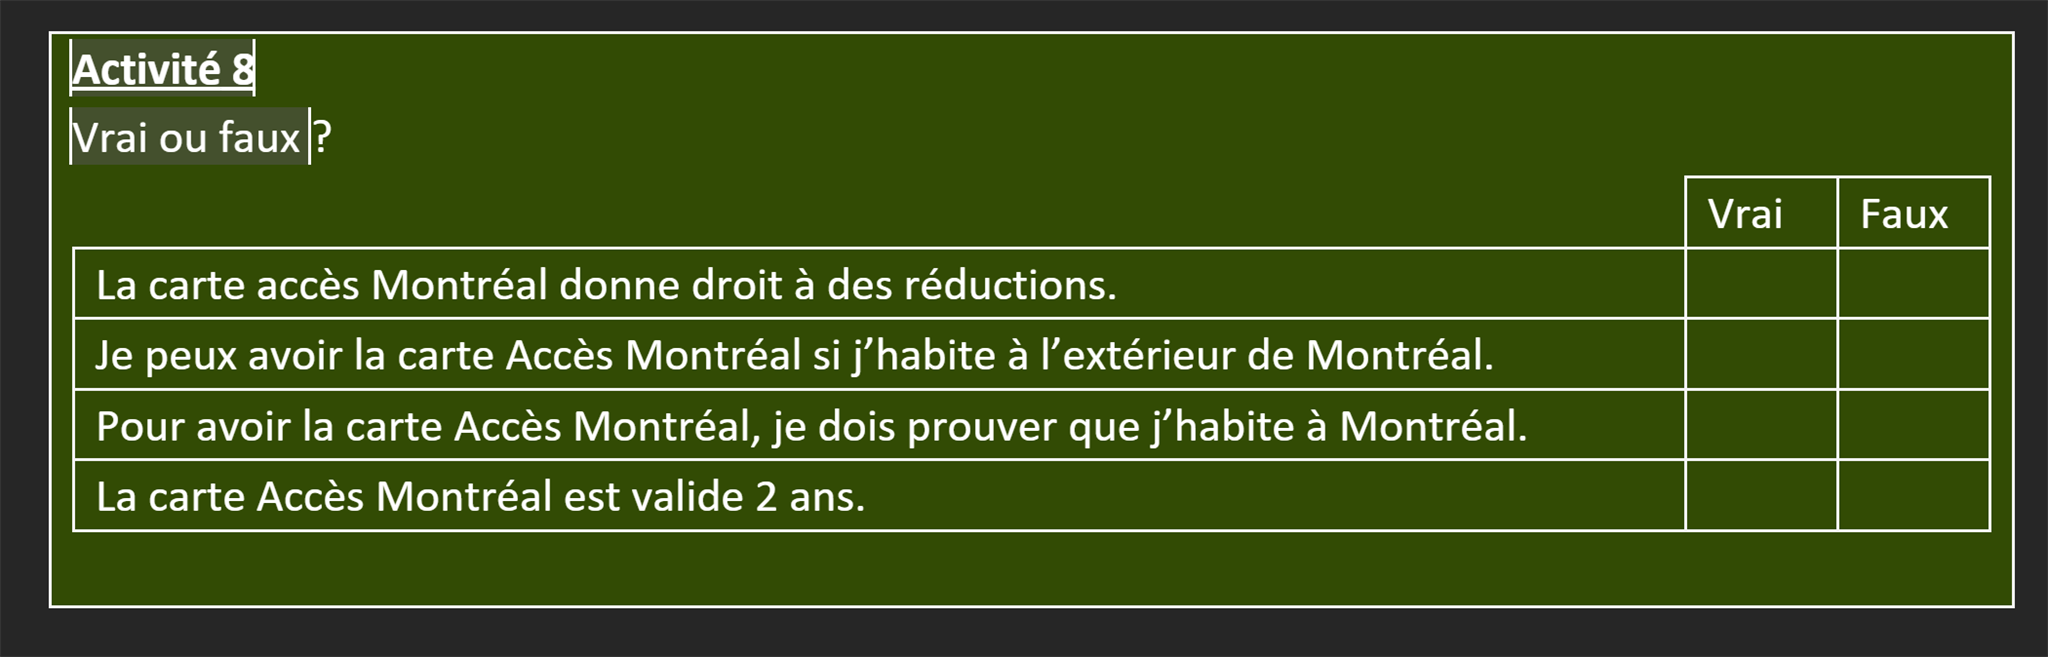 Activité 8
Vrai ou faux ?
Vrai Faux
La carte accès Montréal donne droit à des réductions.
Je peux avoir la carte Accès Montréal si j’habite à l’extérieur de Montréal.
Pour avoir la carte Accès Montréal, je dois prouver que j’habite à Montréal.
La carte Accès Montréal est valide 2 ans.